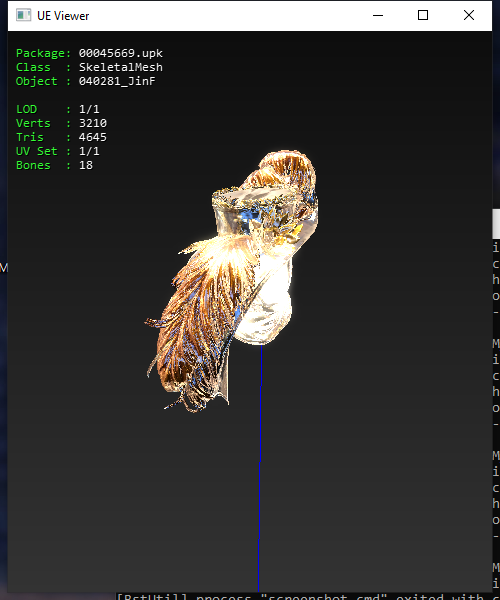 UE Viewer
Package: 00045669.upk
Class : SkeletalMesh
Object : 040281_JinF
LOD : 1/1
Verts : 3210
Tris : 4645
UV Set : 1/1
Bones : 18
M
i
c
h
o
-
M
i
c
h
o
-
M
i
c
h
o
-
M
i
[BstUtil] process "screenshot.cmd" exited with c